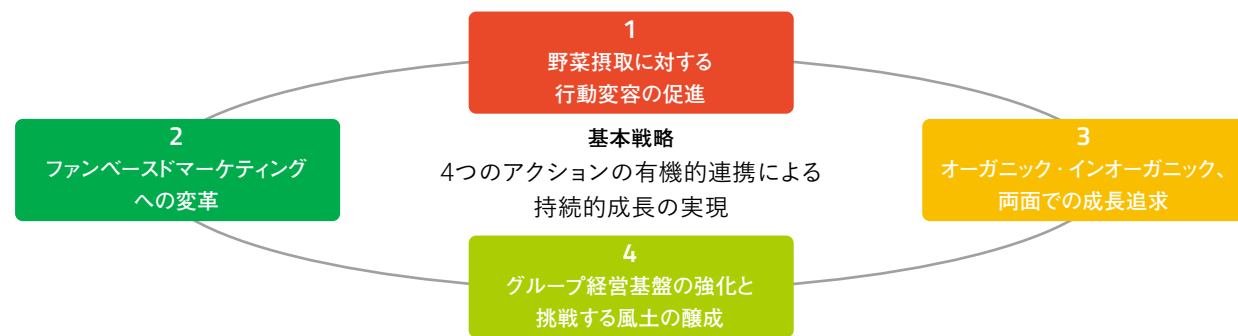 1
野菜摂取に対する
行動変容の促進
2
ファンベースドマーケティング
への変革
基本戦略
4つのアクションの有機的連携による
持続的成長の実現
3
オーガニック・インオーガニック、
両面での成長追求
4
グループ経営基盤の強化と
挑戦する風土の醸成